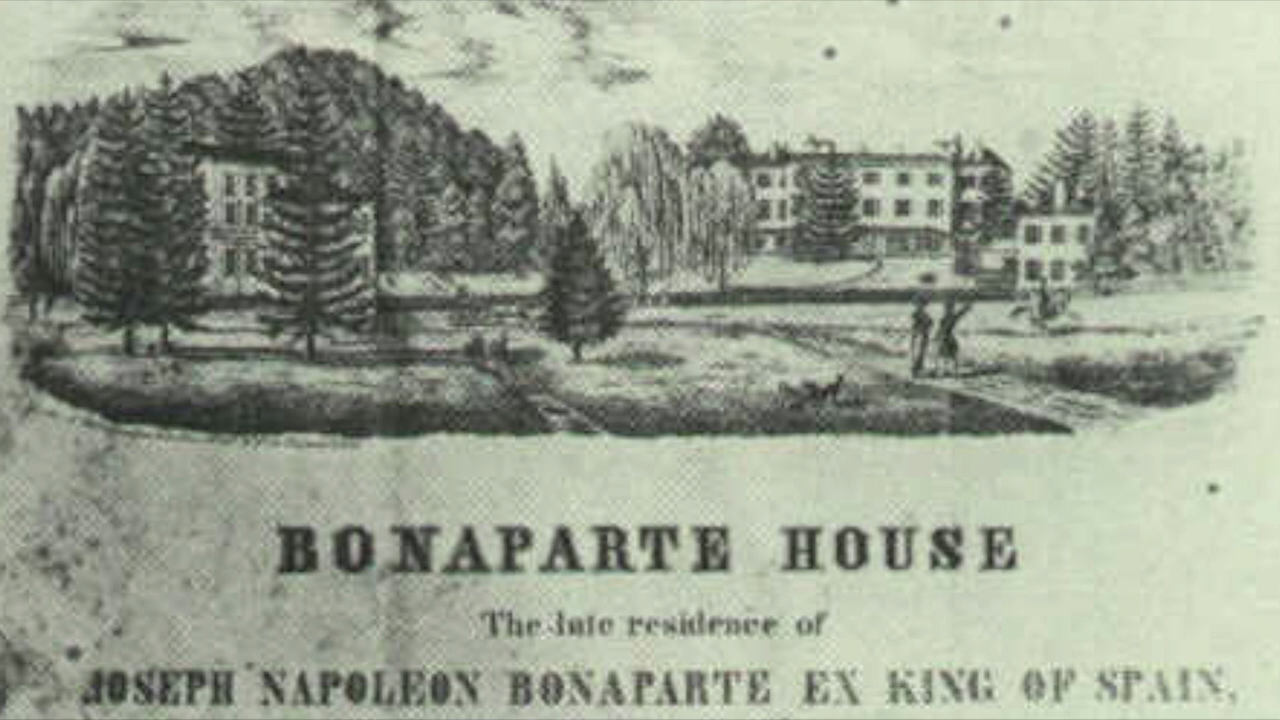 BONAPARTE HOUSE
The late residence of
JOSEPH NAPOLEON BONAPARTE EX KING OF SPAIN,